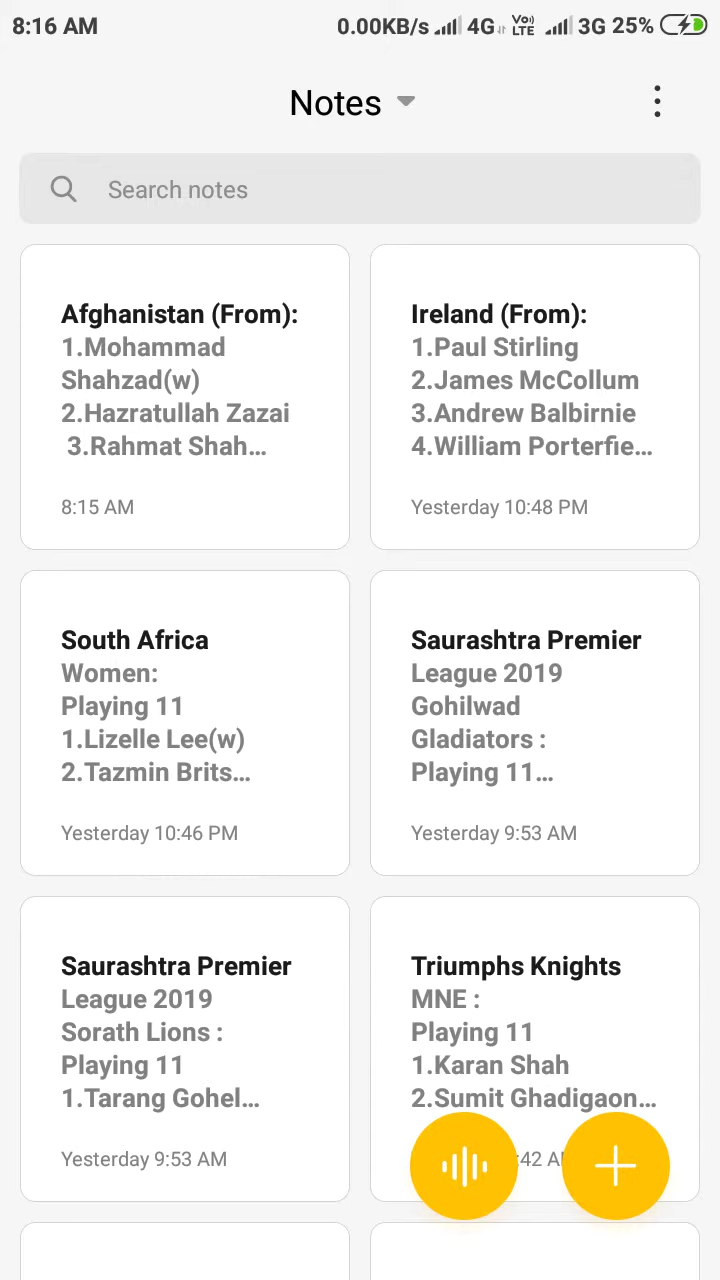 8:16 AM
0.00KB/s 4G Vo) LTE 3G 25%
Notes
Search notes
Afghanistan (From):
1.Mohammad
Shahzad(w)
2.Hazratullah Zazai
3.Rahmat Shah...
8:15 AM
Ireland (From):
1.Paul Stirling
2.James McCollum
3.Andrew Balbirnie
4.William Porterfie...
Yesterday 10:48 PM
South Africa
Women:
Playing 11
1.Lizelle Lee(w)
2.Tazmin Brits...
Yesterday 10:46 PM
Saurashtra Premier
League 2019
Gohilwad
Gladiators :
Playing 11...
Yesterday 9:53 AM
Saurashtra Premier
League 2019
Sorath Lions :
Playing 11
1.Tarang Gohel...
Yesterday 9:53 AM
Triumphs Knights
MNE :
Playing 11
1.Karan Shah
2.Sumit Ghadigaon...
:42 A